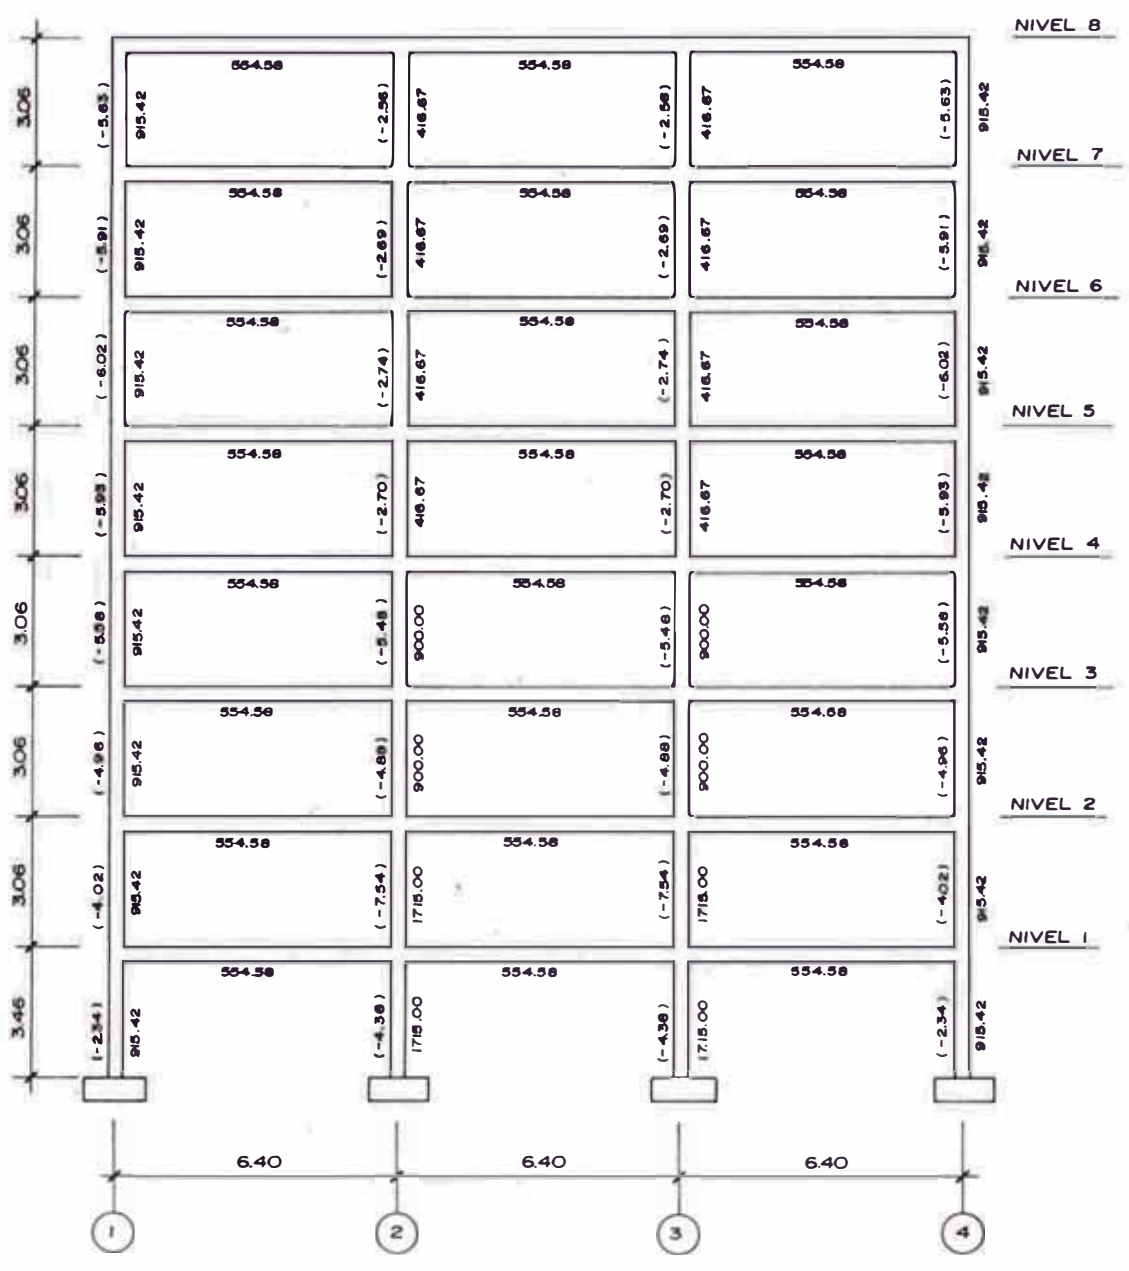 NIVEL 8
554.58 554.58 554.58
3.06 (-5.63) 915.42 (-2.56) 416.67 (-2.56) 416.67 (-5.63) 915.42
NIVEL 7
554.58 554.58 554.58
3.06 (-5.91) 915.42 (-2.69) 416.67 (-2.69) 416.67 (-5.91) 915.42
NIVEL 6
554.58 554.58 554.58
3.06 (-6.02) 915.42 (-2.74) 416.67 (-2.74) 416.67 (-6.02) 915.42
NIVEL 5
554.58 554.58 554.58
3.06 (-5.93) 915.42 (-2.70) 416.67 (-2.70) 416.67 (-5.93) 915.42
NIVEL 4
554.58 554.58 554.58
3.06 (-5.58) 915.42 (-5.48) 900.00 (-5.48) 900.00 (-5.58) 915.42
NIVEL 3
554.58 554.58 554.58
3.06 (-4.96) 915.42 (-4.88) 900.00 (-4.88) 900.00 (-4.96) 915.42
NIVEL 2
554.58 554.58 554.58
3.06 (-4.02) 915.42 (-7.54) 1715.00 (-7.54) 1715.00 (-4.02) 915.42
NIVEL 1
554.58 554.58 554.58
3.46 (-2.34) 915.42 (-4.38) 1715.00 (-4.38) 1715.00 (-2.34) 915.42
6.40 6.40 6.40
1 2 3 4